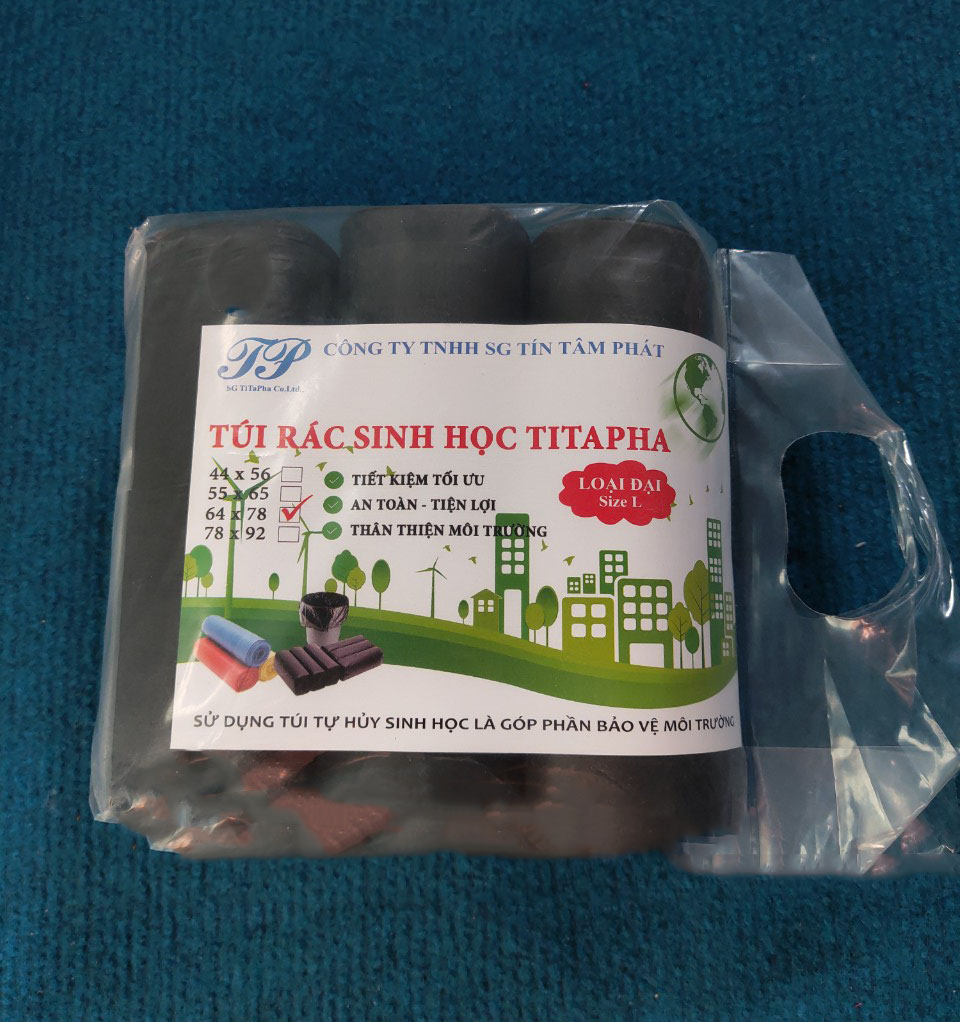 TP CÔNG TY TNHH SG TÍN TÂM PHÁT
SG TiTaPha Co.Ltd.
TÚI RÁC SINH HỌC TITAPHA
44 x 56
55 x 65
64 x 78
78 x 92
TIẾT KIỆM TỐI ƯU
AN TOÀN - TIỆN LỢI
THÂN THIỆN MÔI TRƯỜNG
LOẠI ĐẠI
Size L
SỬ DỤNG TÚI TỰ HỦY SINH HỌC LÀ GÓP PHẦN BẢO VỆ MÔI TRƯỜNG